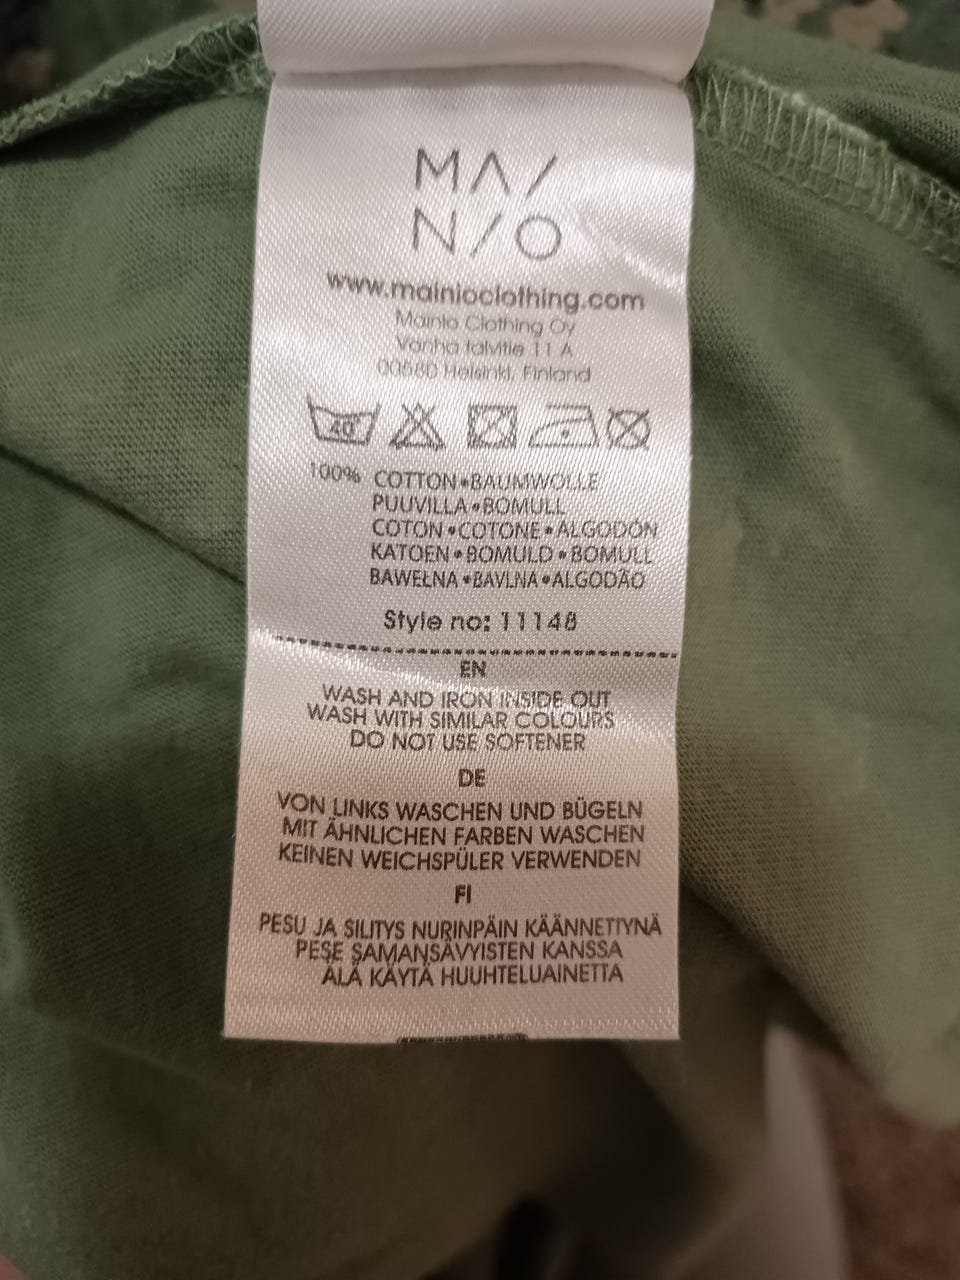 MA/
N/O
www.mainioclothing.com
Mainio Clothing Oy
Vanha talvitie 11 A
00580 Helsinki, Finland
40
100% COTTON•BAUMWOLLE
PUUVILLA•BOMULL
COTON•COTONE•ALGODÓN
KATOEN•BOMULD•BOMULL
BAWEŁNA•BAVLNA•ALGODÃO
Style no: 11148
EN
WASH AND IRON INSIDE OUT
WASH WITH SIMILAR COLOURS
DO NOT USE SOFTENER
DE
VON LINKS WASCHEN UND BÜGELN
MIT ÄHNLICHEN FARBEN WASCHEN
KEINEN WEICHSPÜLER VERWENDEN
FI
PESU JA SILITYS NURINPÄIN KÄÄNNETTYNÄ
PESE SAMANSÄVYISTEN KANSSA
ÄLÄ KÄYTÄ HUUHTELUAINETTA